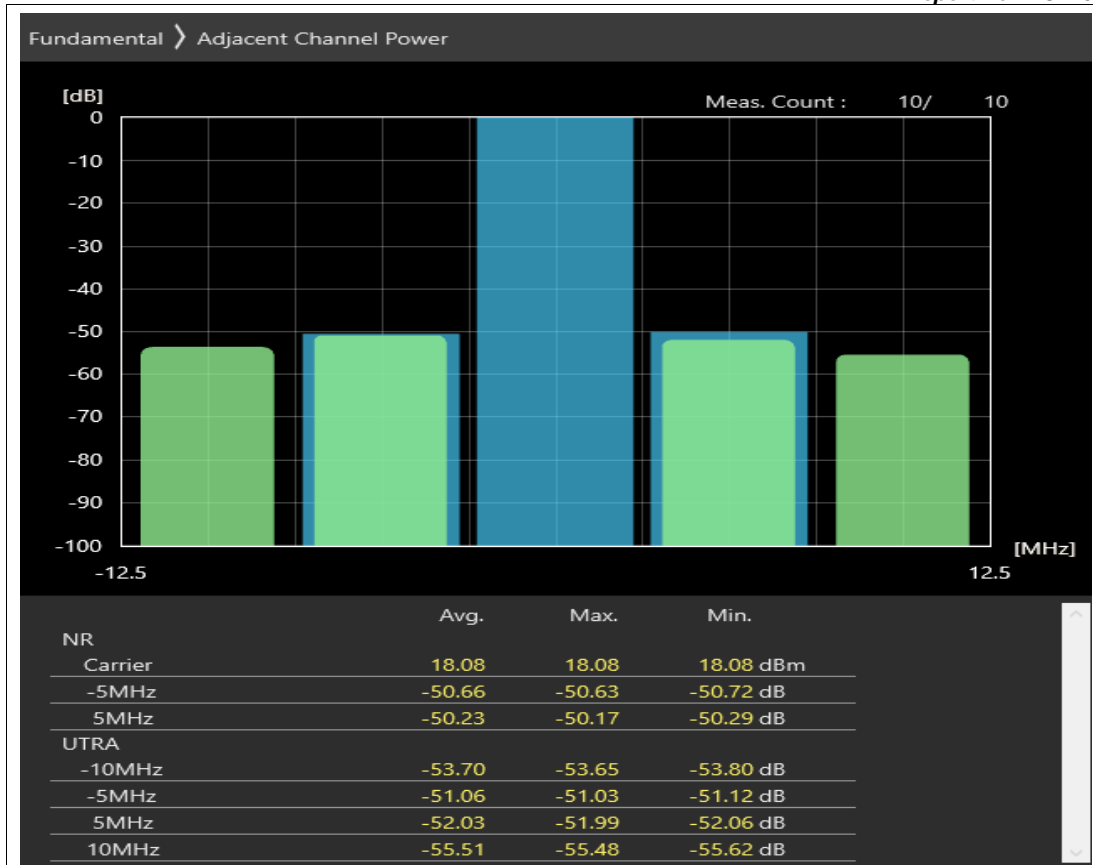 Fundamental ❯ Adjacent Channel Power
[dB]
Meas. Count : 10/ 10
0
-10
-20
-30
-40
-50
-60
-70
-80
-90
-100
[MHz]
-12.5 12.5
Avg. Max. Min.
NR
Carrier 18.08 18.08 18.08 dBm
-5MHz -50.66 -50.63 -50.72 dB
5MHz -50.23 -50.17 -50.29 dB
UTRA
-10MHz -53.70 -53.65 -53.80 dB
-5MHz -51.06 -51.03 -51.12 dB
5MHz -52.03 -51.99 -52.06 dB
10MHz -55.51 -55.48 -55.62 dB